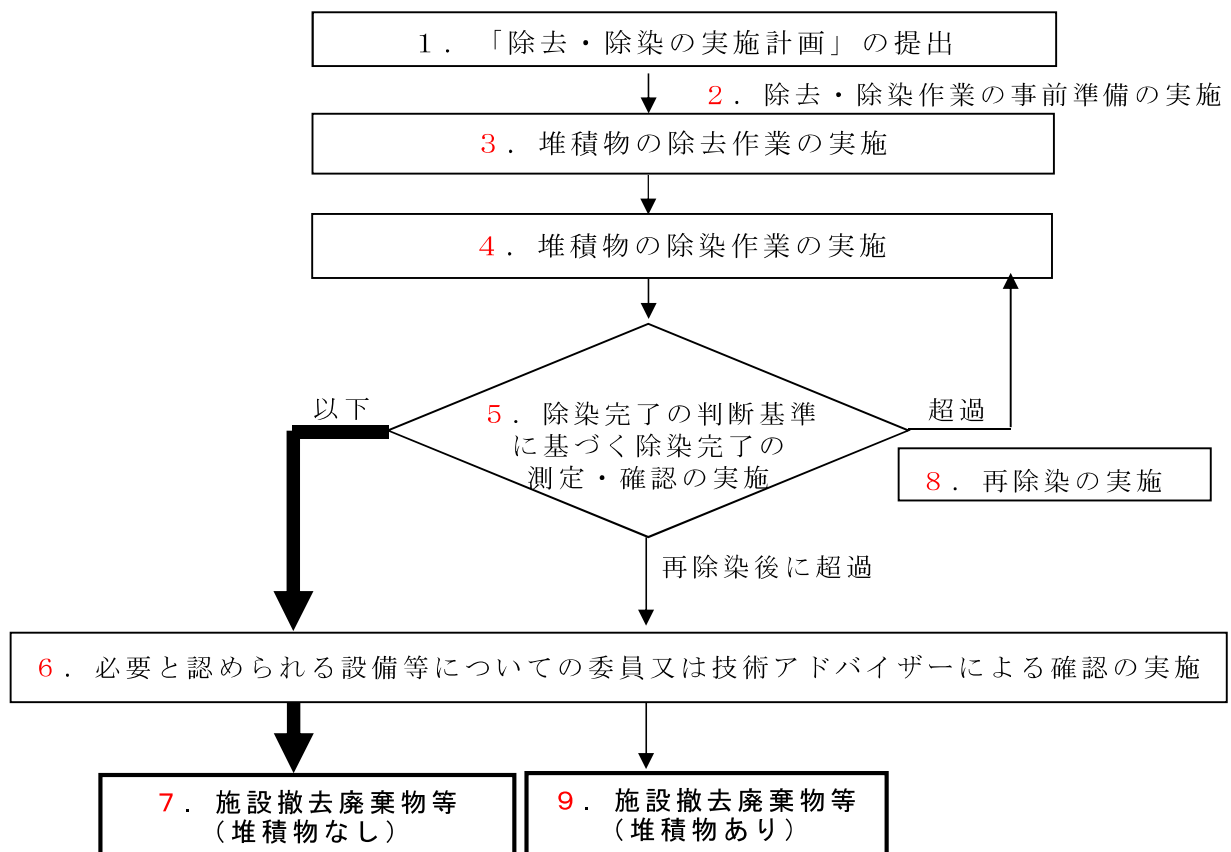 １．「除去・除染の実施計画」の提出
２．除去・除染作業の事前準備の実施
３．堆積物の除去作業の実施
４．堆積物の除染作業の実施
以下
５．除染完了の判断基準
に基づく除染完了の
測定・確認の実施
超過
８．再除染の実施
再除染後に超過
６．必要と認められる設備等についての委員又は技術アドバイザーによる確認の実施
７．施設撤去廃棄物等
（堆積物なし）
９．施設撤去廃棄物等
（堆積物あり）